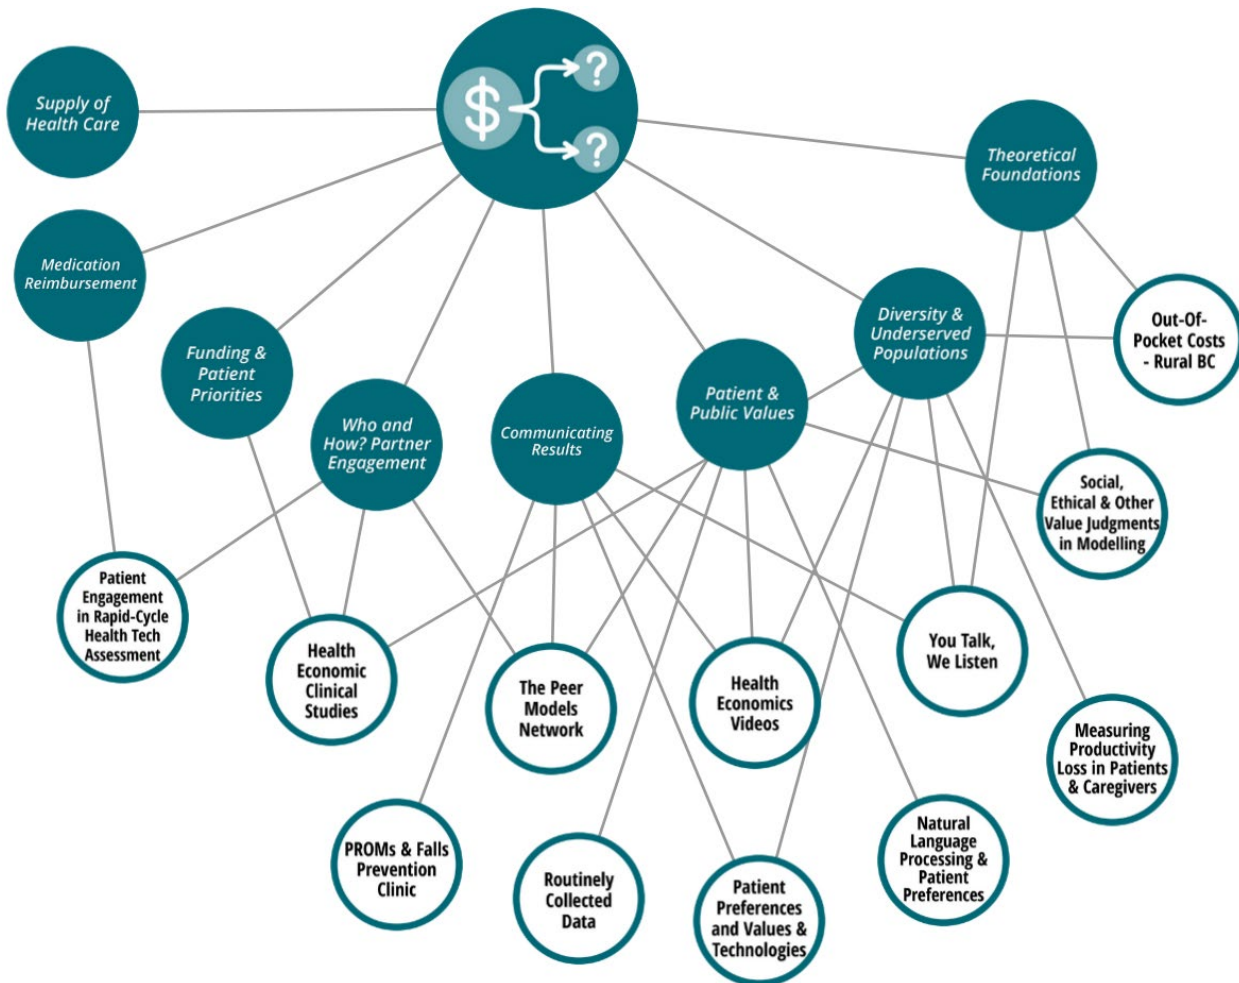 $
?
?
Supply of
Health Care
Theoretical
Foundations
Medication
Reimbursement
Funding &
Patient
Priorities
Who and
How? Partner
Engagement
Communicating
Results
Patient &
Public Values
Diversity &
Underserved
Populations
Out-Of-
Pocket Costs
- Rural BC
Social,
Ethical & Other
Value Judgments
in Modelling
Patient
Engagement
in Rapid-Cycle
Health Tech
Assessment
Health
Economic
Clinical
Studies
The Peer
Models
Network
Health
Economics
Videos
You Talk,
We Listen
Measuring
Productivity
Loss in Patients
& Caregivers
PROMs & Falls
Prevention
Clinic
Routinely
Collected
Data
Patient
Preferences
and Values &
Technologies
Natural
Language
Processing &
Patient
Preferences